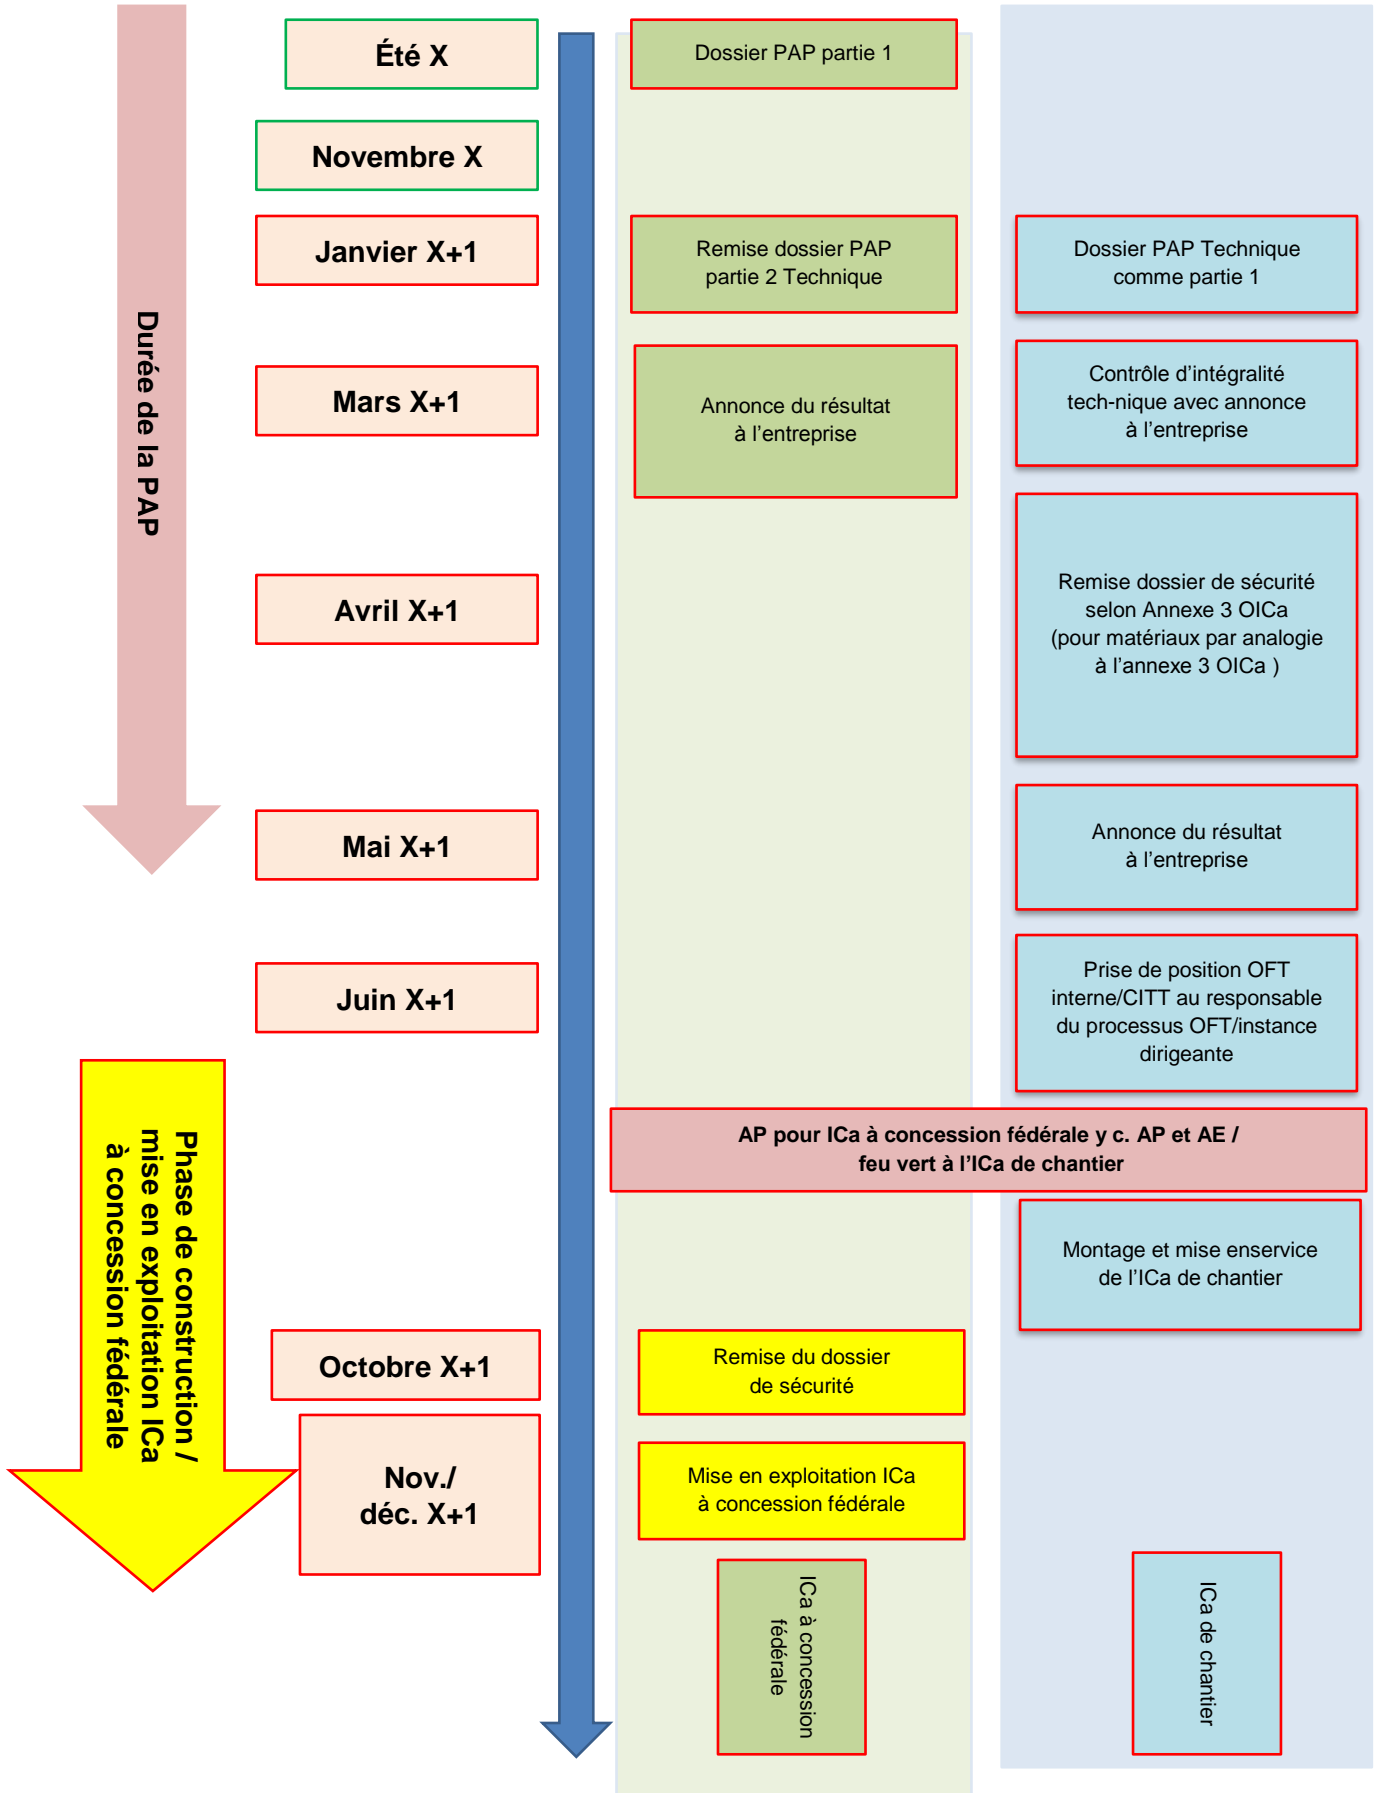 Été X
Dossier PAP partie 1
Novembre X
Janvier X+1
Remise dossier PAP
partie 2 Technique
Dossier PAP Technique
comme partie 1
Durée de la PAP
Mars X+1
Annonce du résultat
à l’entreprise
Contrôle d’intégralité
tech-nique avec annonce
à l’entreprise
Avril X+1
Remise dossier de sécurité
selon Annexe 3 OICa
(pour matériaux par analogie
à l’annexe 3 OICa )
Mai X+1
Annonce du résultat
à l’entreprise
Juin X+1
Prise de position OFT
interne/CITT au responsable
du processus OFT/instance
dirigeante
AP pour ICa à concession fédérale y c. AP et AE /
feu vert à l’ICa de chantier
Phase de construction /
mise en exploitation ICa
à concession fédérale
Montage et mise enservice
de l’ICa de chantier
Octobre X+1
Remise du dossier
de sécurité
Nov./
déc. X+1
Mise en exploitation ICa
à concession fédérale
ICa à concession
fédérale
ICa de chantier